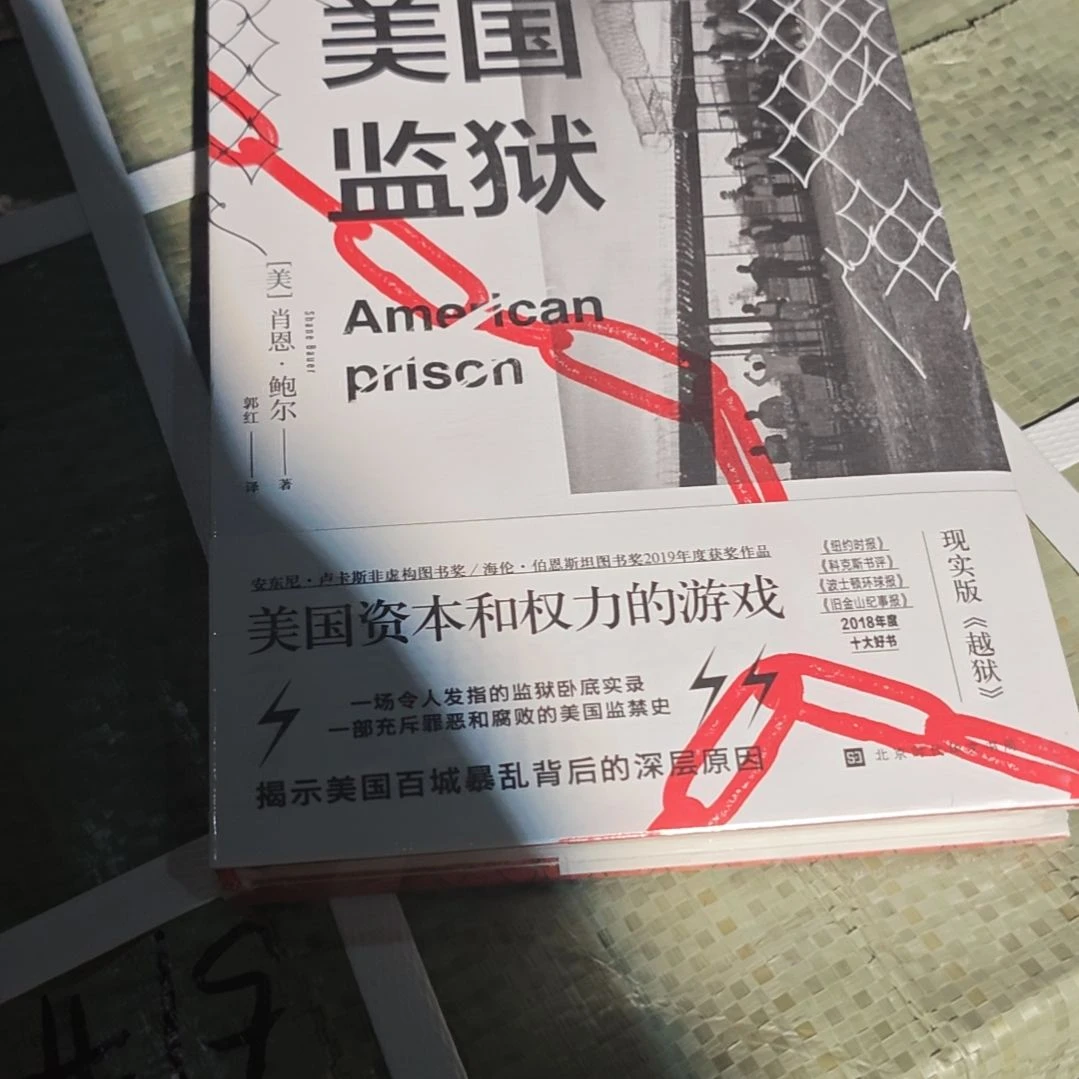 美国
监狱
American
prison
[美]肖恩·鲍尔——著
Shane Bauer
郭红——译
安东尼·卢卡斯非虚构图书奖/海伦·伯恩斯坦图书奖2019年度获奖作品
美国资本和权力的游戏
一场令人发指的监狱卧底实录
一部充斥罪恶和腐败的美国监禁史
揭示美国百城暴乱背后的深层原因
《纽约时报》
《科克斯书评》
《波士顿环球报》
《旧金山纪事报》
2018年度
十大好书
现实版《越狱》
北京